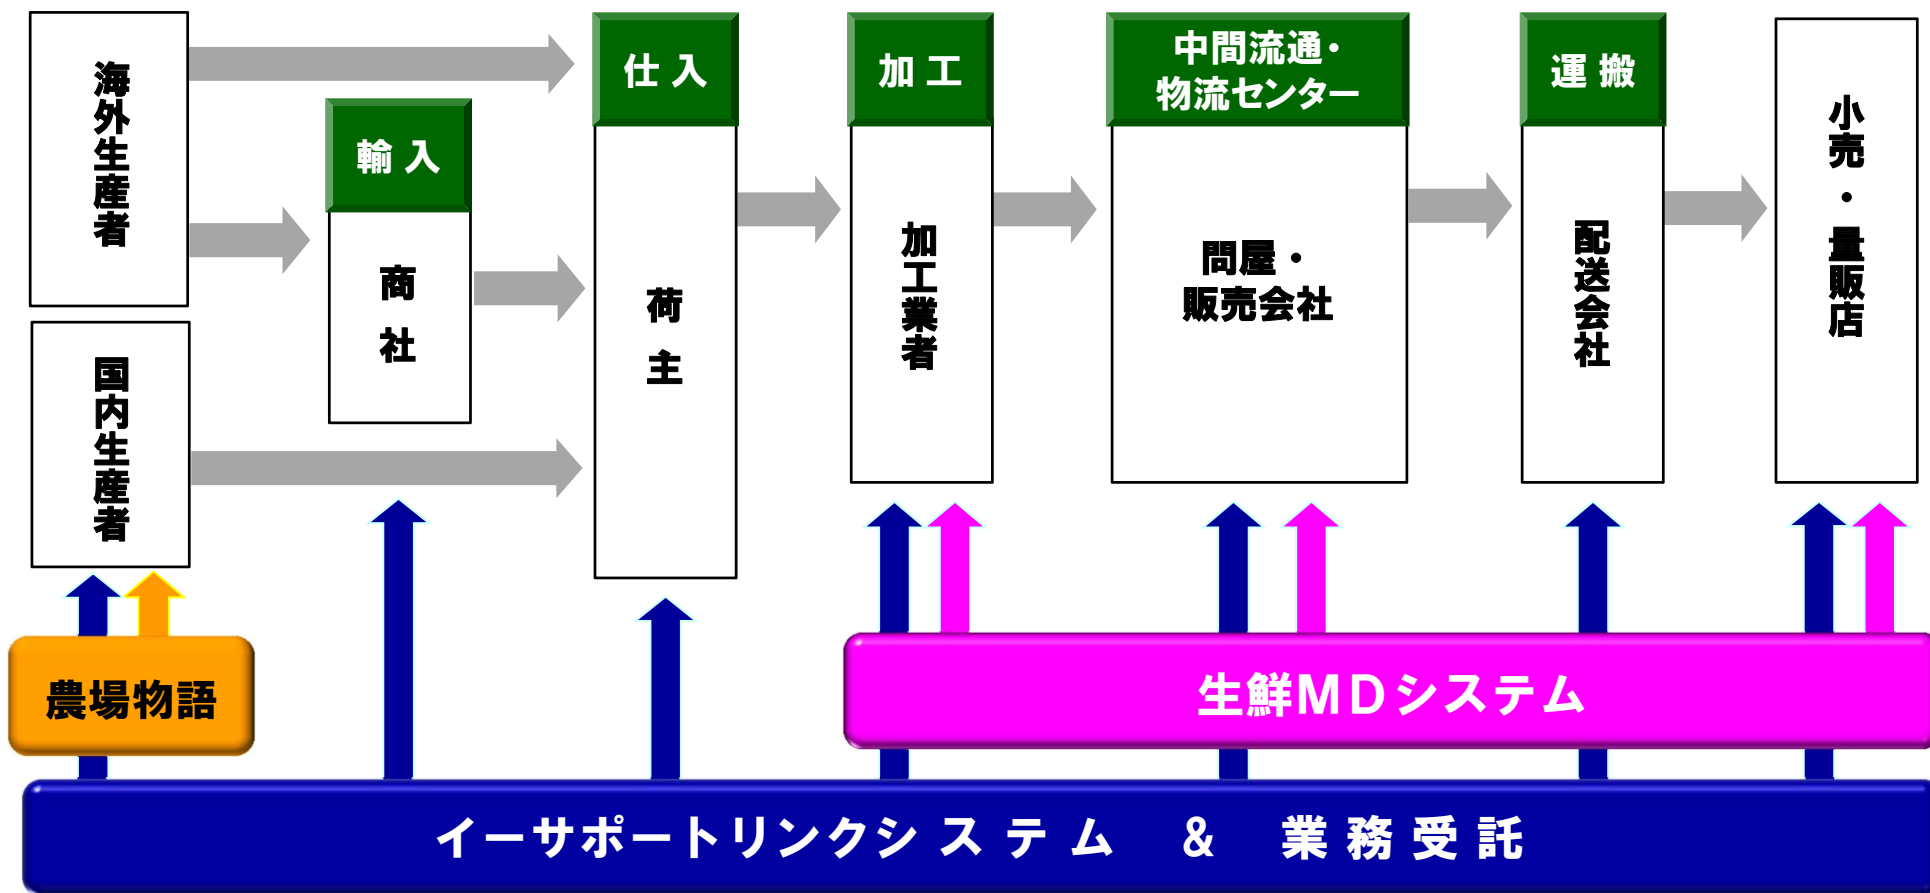 海外生産者
国内生産者
輸入
商社
仕入
荷主
加工
加工業者
中間流通・
物流センター
問屋・
販売会社
運搬
配送会社
小売・量販店
農場物語
生鮮ＭＤシステム
イーサポートリンクシステム ＆ 業務受託